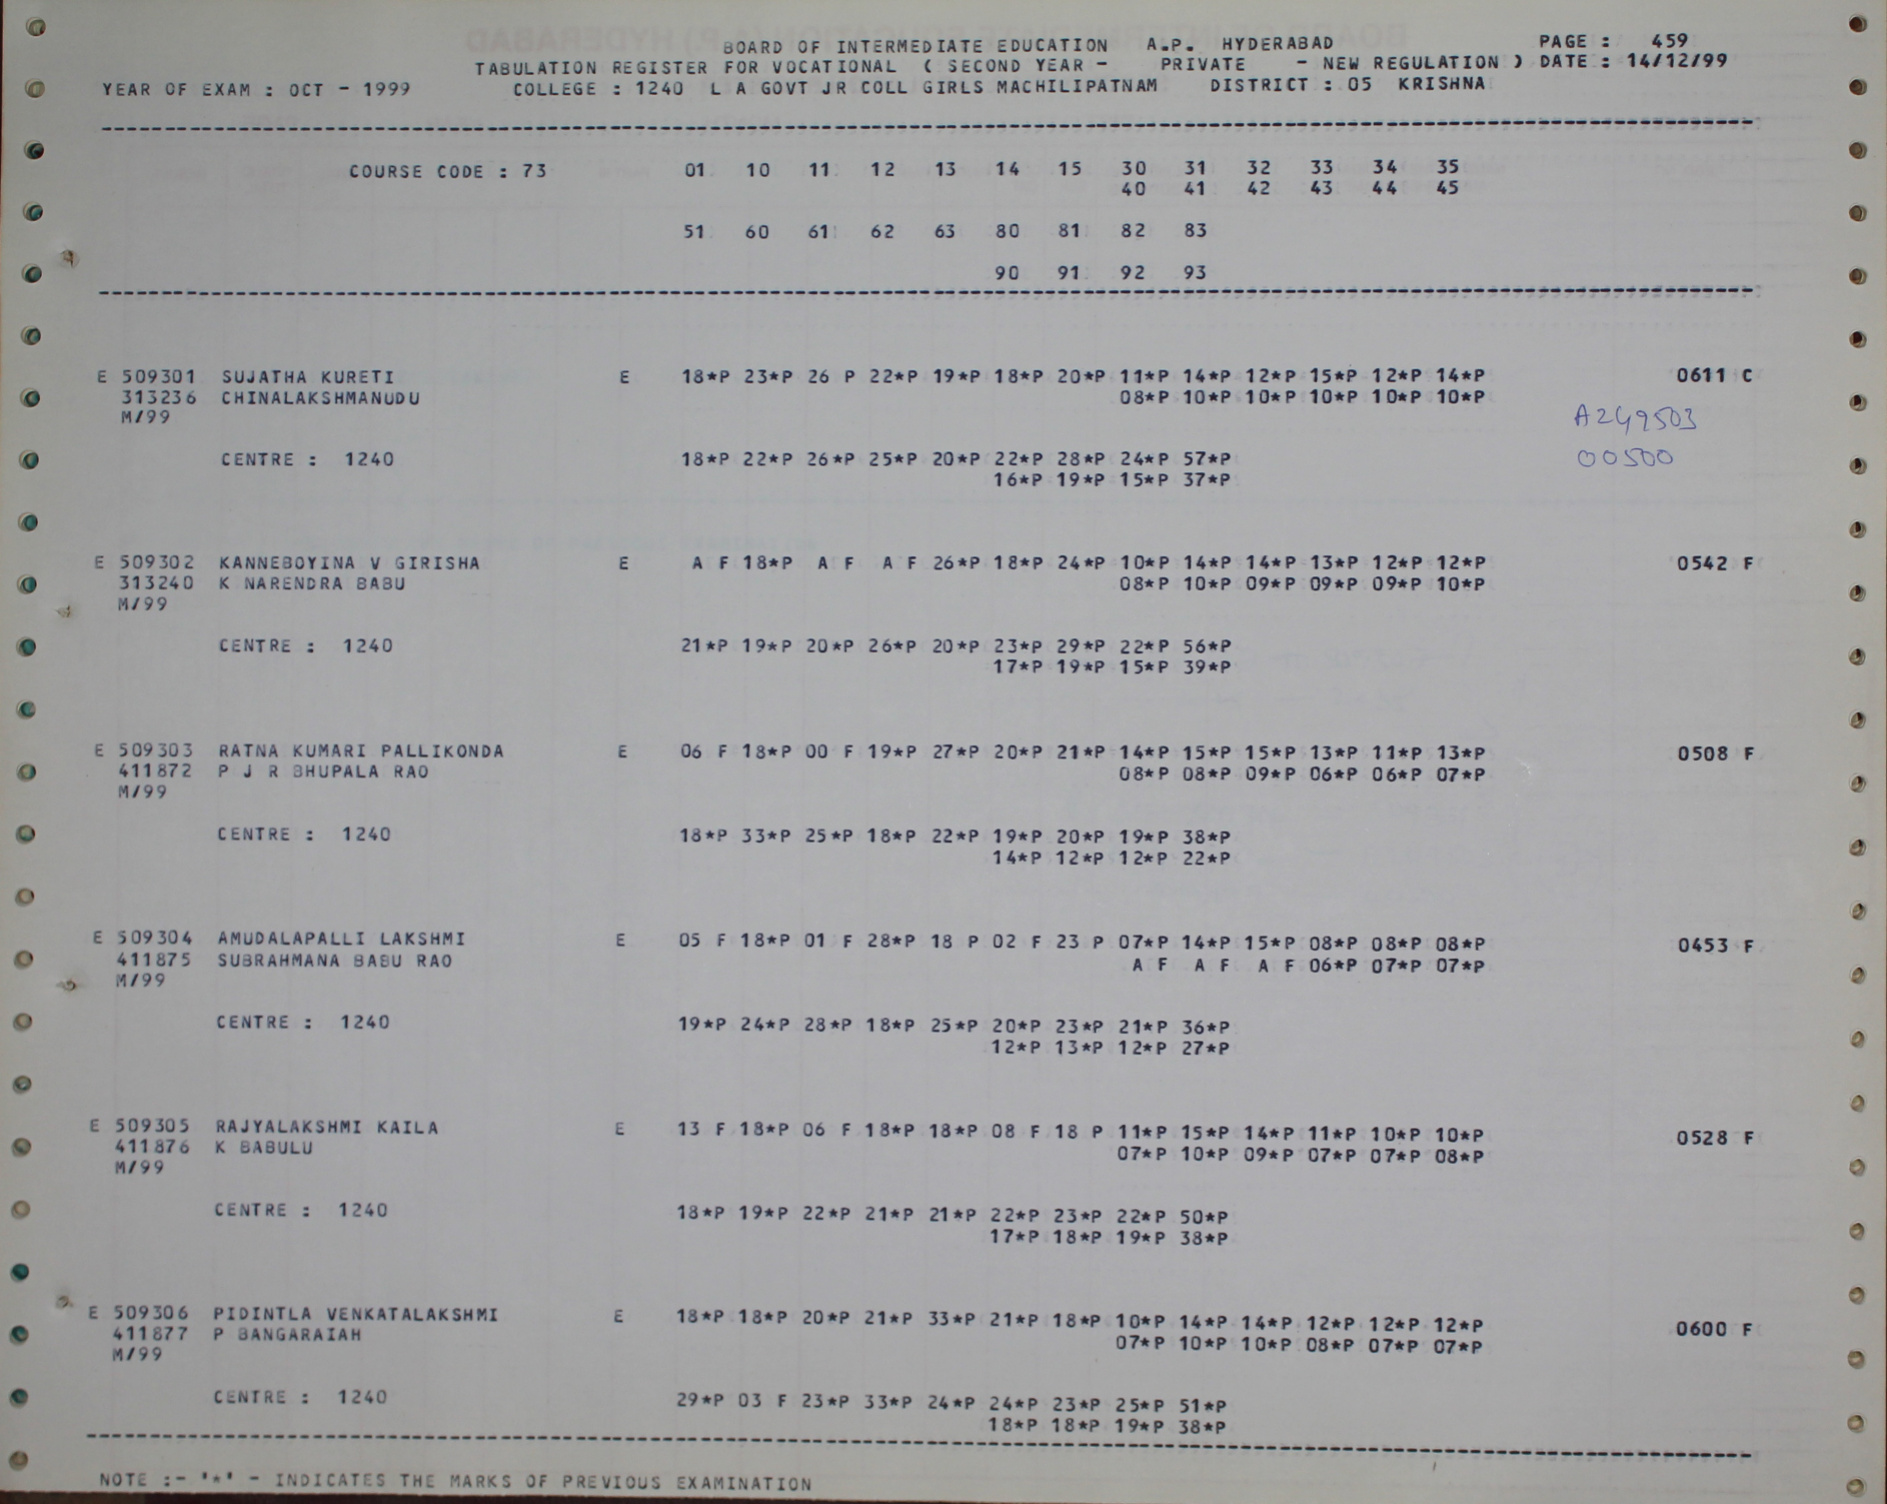 BOARD OF INTERMEDIATE EDUCATION A.P. HYDERABAD PAGE : 459
TABULATION REGISTER FOR VOCATIONAL ( SECOND YEAR - PRIVATE - NEW REGULATION ) DATE : 14/12/99
YEAR OF EXAM : OCT - 1999 COLLEGE : 1240 L A GOVT JR COLL GIRLS MACHILIPATNAM DISTRICT : 05 KRISHNA
COURSE CODE : 73 01 10 11 12 13 14 15 30 31 32 33 34 35
40 41 42 43 44 45
51 60 61 62 63 80 81 82 83
90 91 92 93
E 509301 SUJATHA KURETI E 18*P 23*P 26 P 22*P 19*P 18*P 20*P 11*P 14*P 12*P 15*P 12*P 14*P 0611 C
313236 CHINALAKSHMANUDU 08*P 10*P 10*P 10*P 10*P 10*P
M/99 A249503
CENTRE : 1240 18*P 22*P 26*P 25*P 20*P 22*P 28*P 24*P 57*P 00500
16*P 19*P 15*P 37*P
E 509302 KANNEBOYINA V GIRISHA E A F 18*P A F A F 26*P 18*P 24*P 10*P 14*P 14*P 13*P 12*P 12*P 0542 F
313240 K NARENDRA BABU 08*P 10*P 09*P 09*P 09*P 10*P
M/99
CENTRE : 1240 21*P 19*P 20*P 26*P 20*P 23*P 29*P 22*P 56*P
17*P 19*P 15*P 39*P
E 509303 RATNA KUMARI PALLIKONDA E 06 F 18*P 00 F 19*P 27*P 20*P 21*P 14*P 15*P 15*P 13*P 11*P 13*P 0508 F
411872 P J R BHUPALA RAO 08*P 08*P 09*P 06*P 06*P 07*P
M/99
CENTRE : 1240 18*P 33*P 25*P 18*P 22*P 19*P 20*P 19*P 38*P
14*P 12*P 12*P 22*P
E 509304 AMUDALAPALLI LAKSHMI E 05 F 18*P 01 F 28*P 18 P 02 F 23 P 07*P 14*P 15*P 08*P 08*P 08*P 0453 F
411875 SUBRAHMANA BABU RAO A F A F A F 06*P 07*P 07*P
M/99
CENTRE : 1240 19*P 24*P 28*P 18*P 25*P 20*P 23*P 21*P 36*P
12*P 13*P 12*P 27*P
E 509305 RAJYALAKSHMI KAILA E 13 F 18*P 06 F 18*P 18*P 08 F 18 P 11*P 15*P 14*P 11*P 10*P 10*P 0528 F
411876 K BABULU 07*P 10*P 09*P 07*P 07*P 08*P
M/99
CENTRE : 1240 18*P 19*P 22*P 21*P 21*P 22*P 23*P 22*P 50*P
17*P 18*P 19*P 38*P
E 509306 PIDINTLA VENKATALAKSHMI E 18*P 18*P 20*P 21*P 33*P 21*P 18*P 10*P 14*P 14*P 12*P 12*P 12*P 0600 F
411877 P BANGARAIAH 07*P 10*P 10*P 08*P 07*P 07*P
M/99
CENTRE : 1240 29*P 03 F 23*P 33*P 24*P 24*P 23*P 25*P 51*P
18*P 18*P 19*P 38*P
NOTE :- '*' - INDICATES THE MARKS OF PREVIOUS EXAMINATION